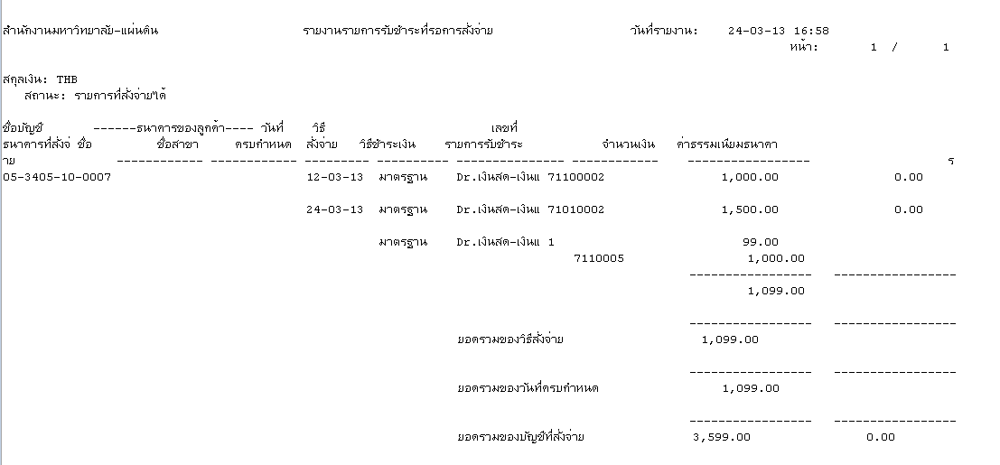 สำนักงานมหาวิทยาลัย-แผ่นดิน รายงานรายการรับชำระที่รอการสั่งจ่าย วันที่รายงาน: 24-03-13 16:58
หน้า: 1 / 1
สกุลเงิน: THB
สถานะ: รายการที่สั่งจ่ายได้
ชื่อบัญชี ------ธนาคารของลูกค้า---- วันที่ วิธี เลขที่
ธนาคารที่สั่งจ่ ชื่อ ชื่อสาขา ครบกำหนด สั่งจ่าย วิธีชำระเงิน รายการรับชำระ จำนวนเงิน ค่าธรรมเนียมธนาคา
าย ------------ ------------ --------- ---------- --------------- ------------ ----------------- ร
05-3405-10-0007 12-03-13 มาตรฐาน Dr.เงินสด-เงินแ 71100002 1,000.00 0.00
24-03-13 มาตรฐาน Dr.เงินสด-เงินแ 71010002 1,500.00 0.00
มาตรฐาน Dr.เงินสด-เงินแ 1 99.00
7110005 1,000.00
----------------- -----------------
1,099.00
----------------- -----------------
ยอดรวมของวิธีสั่งจ่าย 1,099.00
----------------- -----------------
ยอดรวมของวันที่ครบกำหนด 1,099.00
----------------- -----------------
ยอดรวมของบัญชีที่สั่งจ่าย 3,599.00 0.00